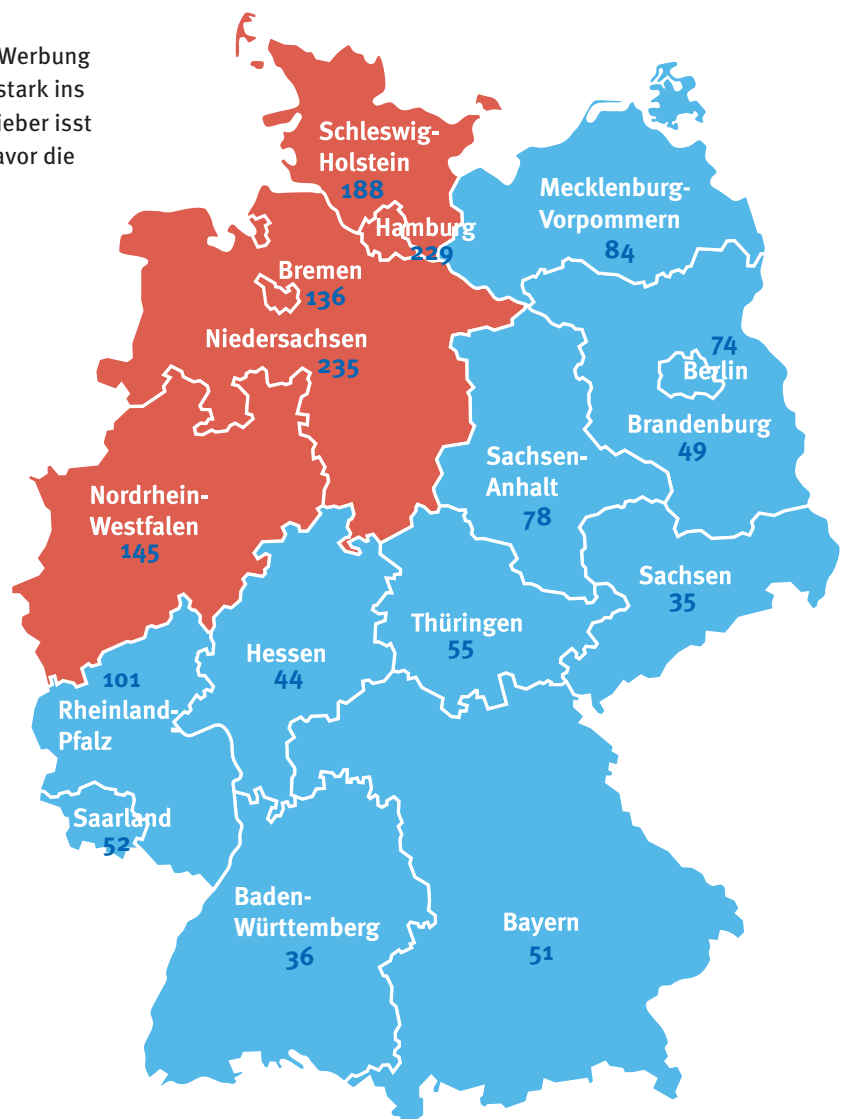 Werbung
stark ins
ieber isst
avor die
Schleswig-
Holstein
188
Hamburg
229
Mecklenburg-
Vorpommern
84
Bremen
136
Niedersachsen
235
74
Berlin
Brandenburg
49
Sachsen-
Anhalt
78
Nordrhein-
Westfalen
145
Sachsen
35
Thüringen
55
Hessen
44
101
Rheinland-
Pfalz
Saarland
52
Baden-
Württemberg
36
Bayern
51